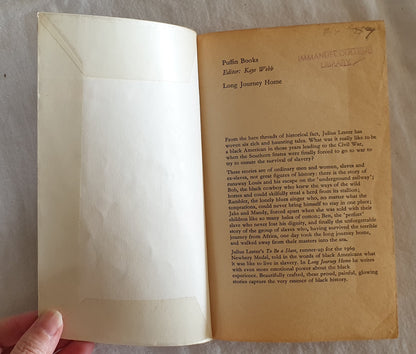 IMMANUEL COLLEGE
LIBRARY
Puffin Books
Editor: Kaye Webb
Long Journey Home
From the bare threads of historical fact, Julius Lester has
woven six rich and haunting tales. What was it really like to be
a black American in those years leading to the Civil War,
when the Southern States were finally forced to go to war to
try to ensure the survival of slavery?
These stories are of ordinary men and women, slaves and
ex-slaves, not great figures of history: there is the story of
runaway Louis and his escape on the 'underground railway';
Bob, the black cowboy who knew the ways of the wild
horses and could skilfully steal a herd from its stallion;
Rambler, the lonely blues singer who, no matter what the
temptations, could never bring himself to stay in one place;
Jake and Mandy, forced apart when she was sold with their
children like so many bales of cotton; Ben, the 'perfect'
slave who never lost his dignity, and finally the unforgettable
story of the group of slaves who, having survived the terrible
journey from Africa, one day took the long journey home,
and walked away from their masters into the sea.
Julius Lester's To Be a Slave, runner-up for the 1969
Newbery Medal, told in the words of black Americans what
it was like to live in slavery. In Long Journey Home he writes
with even more emotional power about the black
experience. Beautifully crafted, these proud, painful, glowing
stories capture the very essence of black history.